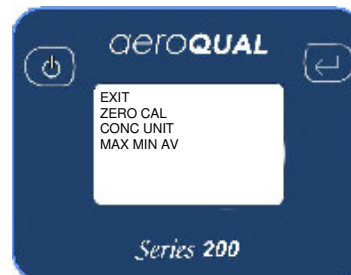 aeroQUAL
EXIT
ZERO CAL
CONC UNIT
MAX MIN AV
Series 200